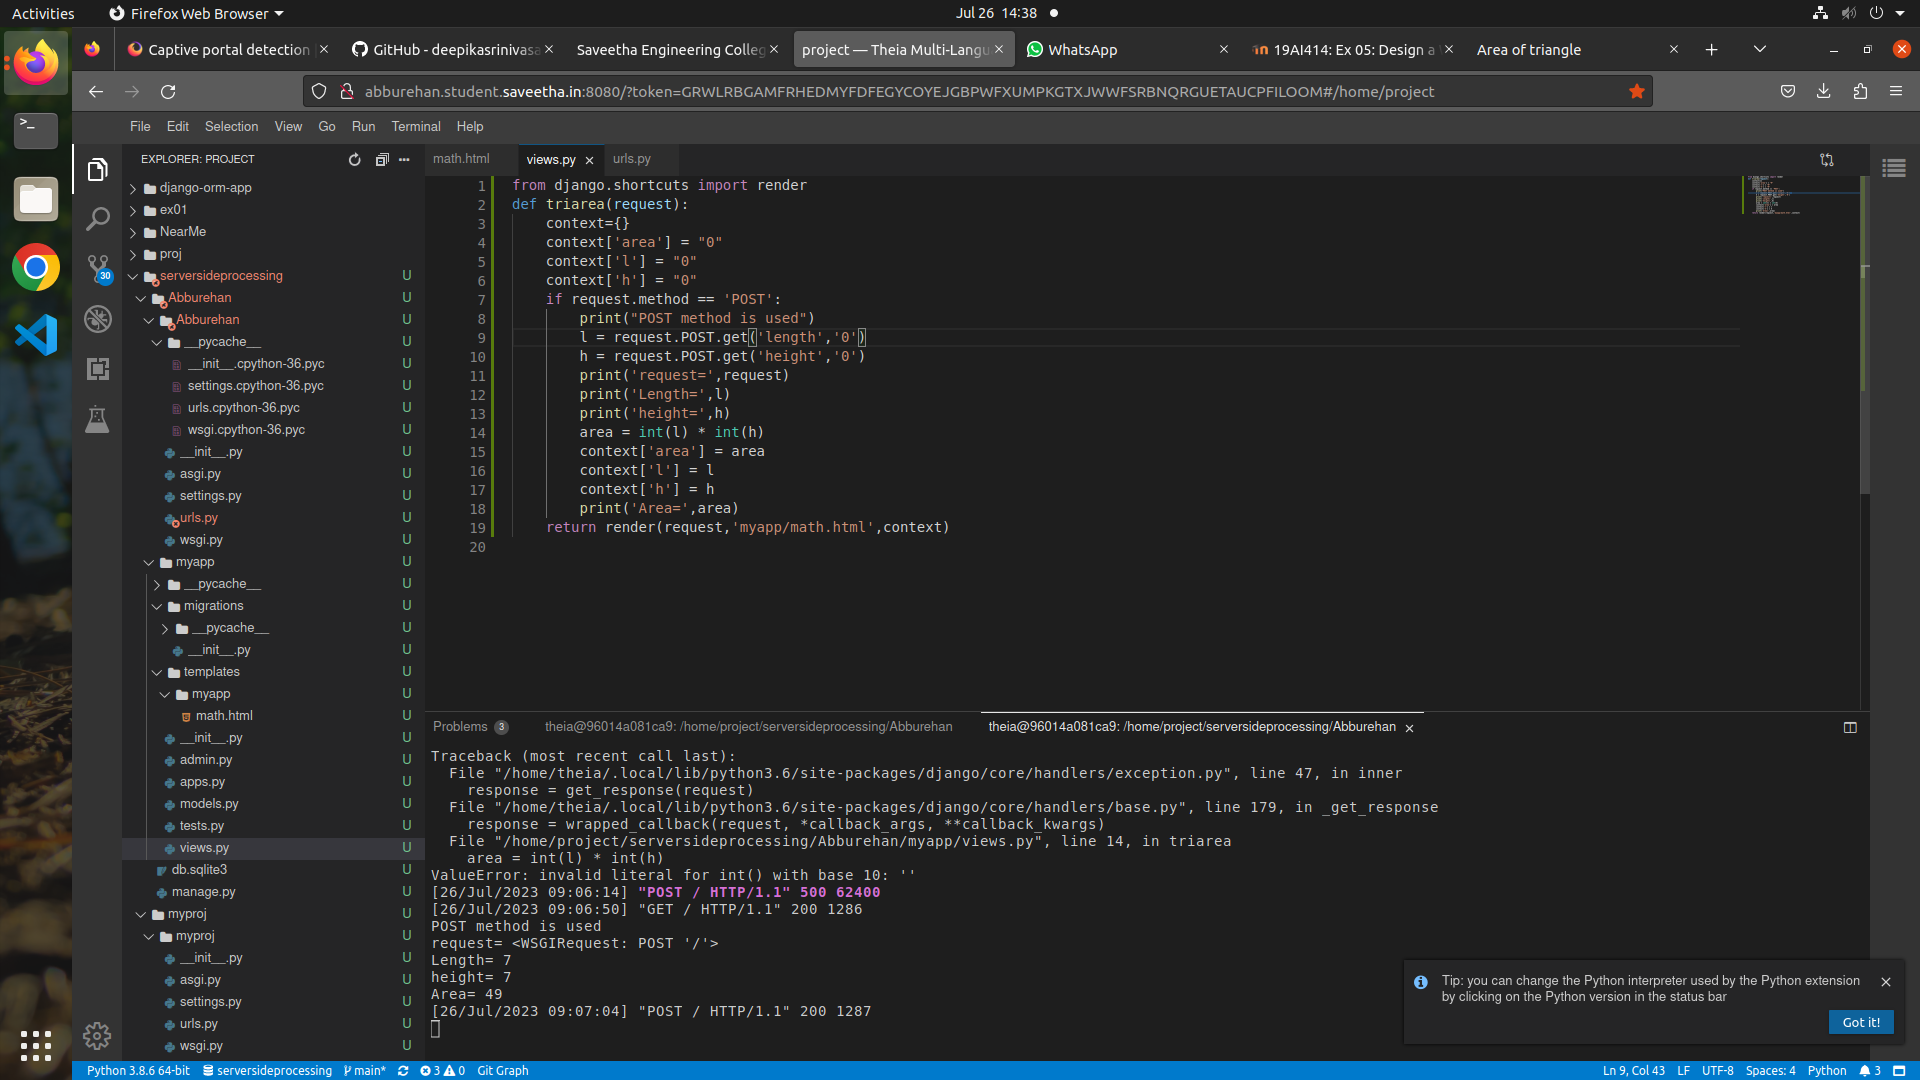 Activities
Firefox Web Browser
Jul 26 14:38
Captive portal detection
GitHub - deepikasrinivasa
Saveetha Engineering Colleg
project — Theia Multi-Langu
WhatsApp
19AI414: Ex 05: Design a
Area of triangle
abburehan.student.saveetha.in:8080/?token=GRWLRBGAMFRHEDMYFDFEGYCOYEJGBPWFXUMPKGTXJWWFSRBNQRGUETAUCPFILOOM#/home/project
File Edit Selection View Go Run Terminal Help
EXPLORER: PROJECT
django-orm-app
ex01
NearMe
proj
serversideprocessing U
Abburehan U
Abburehan U
__pycache__ U
__init__.cpython-36.pyc U
settings.cpython-36.pyc U
urls.cpython-36.pyc U
wsgi.cpython-36.pyc U
__init__.py U
asgi.py U
settings.py U
urls.py U
wsgi.py U
myapp U
__pycache__ U
migrations U
__pycache__ U
__init__.py U
templates U
myapp U
math.html U
__init__.py U
admin.py U
apps.py U
models.py U
tests.py U
views.py U
db.sqlite3 U
manage.py U
myproj U
myproj U
__init__.py U
asgi.py U
settings.py U
urls.py U
wsgi.py U
30
math.html
views.py
urls.py
1 from django.shortcuts import render
2 def triarea(request):
3     context={}
4     context['area'] = "0"
5     context['l'] = "0"
6     context['h'] = "0"
7     if request.method == 'POST':
8         print("POST method is used")
9         l = request.POST.get('length','0')
10         h = request.POST.get('height','0')
11         print('request=',request)
12         print('Length=',l)
13         print('height=',h)
14         area = int(l) * int(h)
15         context['area'] = area
16         context['l'] = l
17         context['h'] = h
18         print('Area=',area)
19     return render(request,'myapp/math.html',context)
20
Problems 3
theia@96014a081ca9: /home/project/serversideprocessing/Abburehan
theia@96014a081ca9: /home/project/serversideprocessing/Abburehan
Traceback (most recent call last):
  File "/home/theia/.local/lib/python3.6/site-packages/django/core/handlers/exception.py", line 47, in inner
    response = get_response(request)
  File "/home/theia/.local/lib/python3.6/site-packages/django/core/handlers/base.py", line 179, in _get_response
    response = wrapped_callback(request, *callback_args, **callback_kwargs)
  File "/home/project/serversideprocessing/Abburehan/myapp/views.py", line 14, in triarea
    area = int(l) * int(h)
ValueError: invalid literal for int() with base 10: ''
[26/Jul/2023 09:06:14] "POST / HTTP/1.1" 500 62400
[26/Jul/2023 09:06:50] "GET / HTTP/1.1" 200 1286
POST method is used
request= <WSGIRequest: POST '/'>
Length= 7
height= 7
Area= 49
[26/Jul/2023 09:07:04] "POST / HTTP/1.1" 200 1287
Tip: you can change the Python interpreter used by the Python extension
by clicking on the Python version in the status bar
Got it!
Python 3.8.6 64-bit
serversideprocessing
main*
3 0
Git Graph
Ln 9, Col 43
LF
UTF-8
Spaces: 4
Python
3